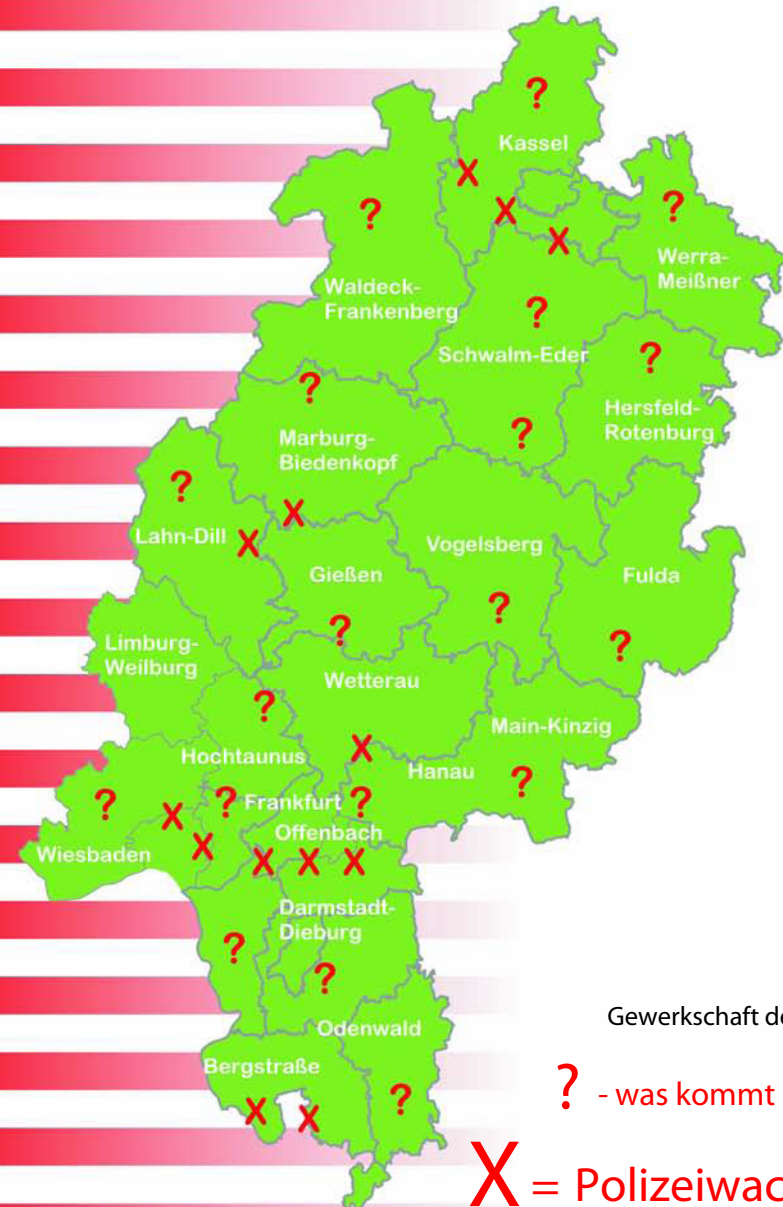 ?
Kassel
X
?
?
X
X
Werra-
Meißner
Waldeck-
Frankenberg
?
Schwalm-Eder
?
?
Hersfeld-
Rotenburg
?
Marburg-
Biedenkopf
?
X
Lahn-Dill
X
Vogelsberg
Gießen
Fulda
?
?
?
Limburg-
Weilburg
Wetterau
?
Main-Kinzig
X
Hochtaunus
Hanau
?
?
?
Frankfurt
?
X
Offenbach
Wiesbaden
X
X
X
X
Darmstadt-
Dieburg
?
?
Odenwald
Bergstraße
?
X
X
Gewerkschaft
? - was kommt
X =